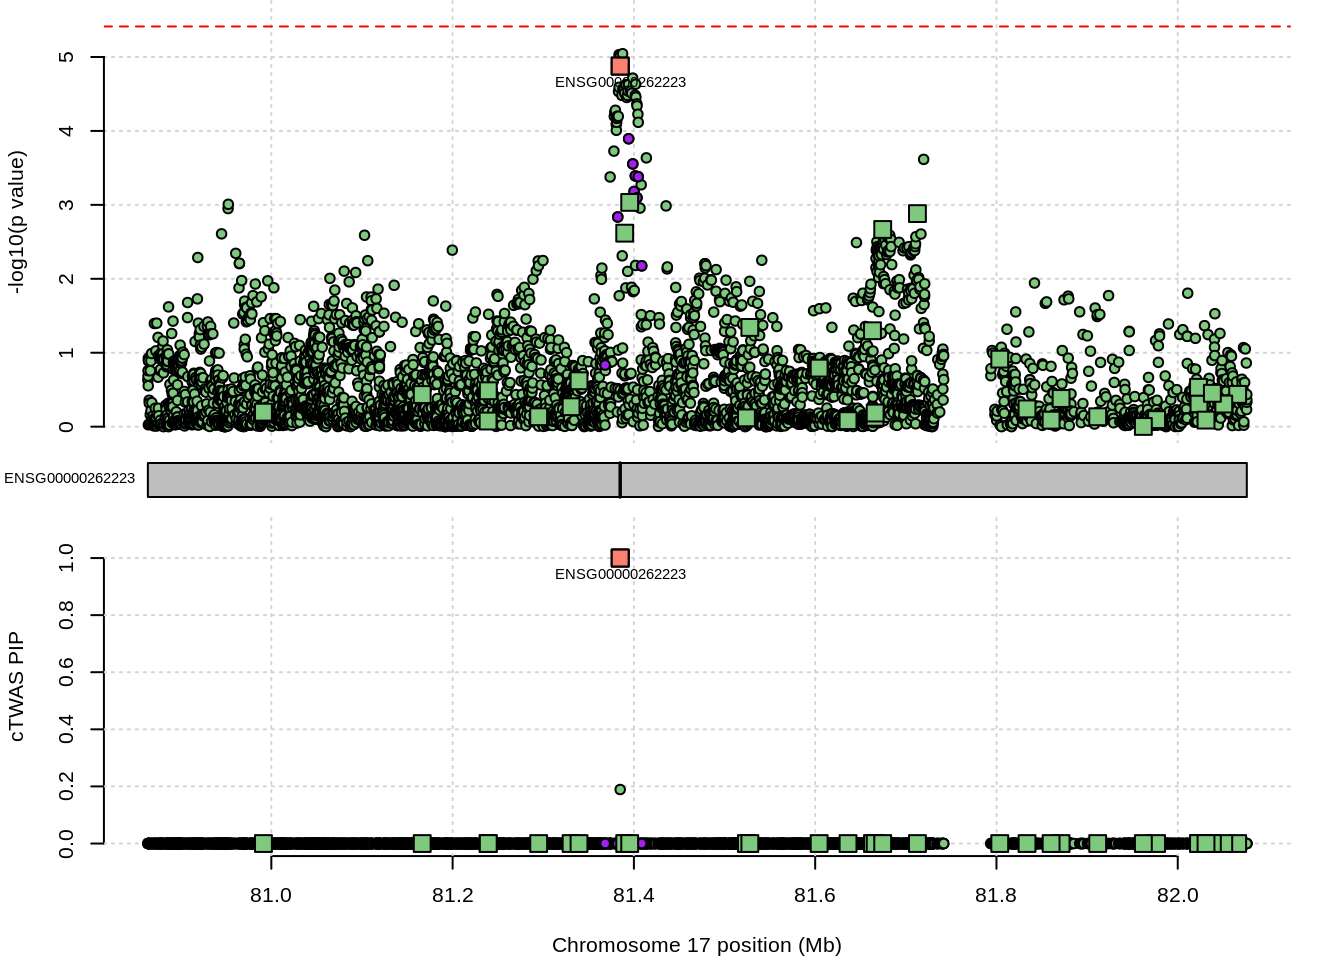 -log10(p value)
5
4
3
2
1
0
ENSG00000262223
ENSG00000262223
cTWAS PIP
1.0
0.8
0.6
0.4
0.2
0.0
ENSG00000262223
81.0 81.2 81.4 81.6 81.8 82.0
Chromosome 17 position (Mb)